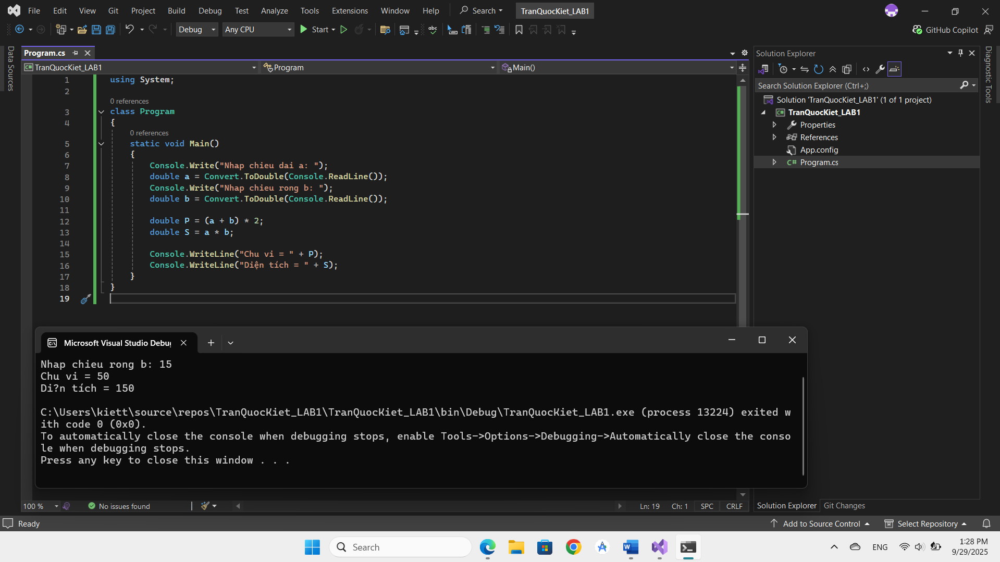 File Edit View Git Project Build Debug Test Analyze Tools Extensions Window Help Search TranQuocKiet_LAB1
Debug Any CPU Start GitHub Copilot
Data Sources
Program.cs
TranQuocKiet_LAB1 Program Main()
1 using System;
2
0 references
3 class Program
4 {
0 references
5 static void Main()
6 {
7 Console.Write("Nhap chieu dai a: ");
8 double a = Convert.ToDouble(Console.ReadLine());
9 Console.Write("Nhap chieu rong b: ");
10 double b = Convert.ToDouble(Console.ReadLine());
11
12 double P = (a + b) * 2;
13 double S = a * b;
14
15 Console.WriteLine("Chu vi = " + P);
16 Console.WriteLine("Diện tích = " + S);
17 }
18 }
19
Solution Explorer
Search Solution Explorer (Ctrl+;)
Solution 'TranQuocKiet_LAB1' (1 of 1 project)
TranQuocKiet_LAB1
Properties
References
App.config
Program.cs
Diagnostic Tools
Microsoft Visual Studio Debug
Nhap chieu rong b: 15
Chu vi = 50
Di?n tích = 150
C:\Users\kiett\source\repos\TranQuocKiet_LAB1\TranQuocKiet_LAB1\bin\Debug\TranQuocKiet_LAB1.exe (process 13224) exited w
ith code 0 (0x0).
To automatically close the console when debugging stops, enable Tools->Options->Debugging->Automatically close the conso
le when debugging stops.
Press any key to close this window . . .
100 % No issues found Ln: 19 Ch: 1 SPC CRLF
Solution Explorer Git Changes
Ready Add to Source Control Select Repository
Search
ENG
1:28 PM
9/29/2025